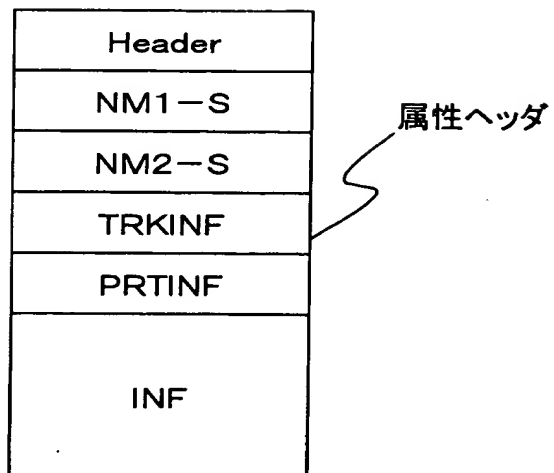 Header
NM1−S
NM2−S
属性ヘッダ
TRKINF
PRTINF
INF